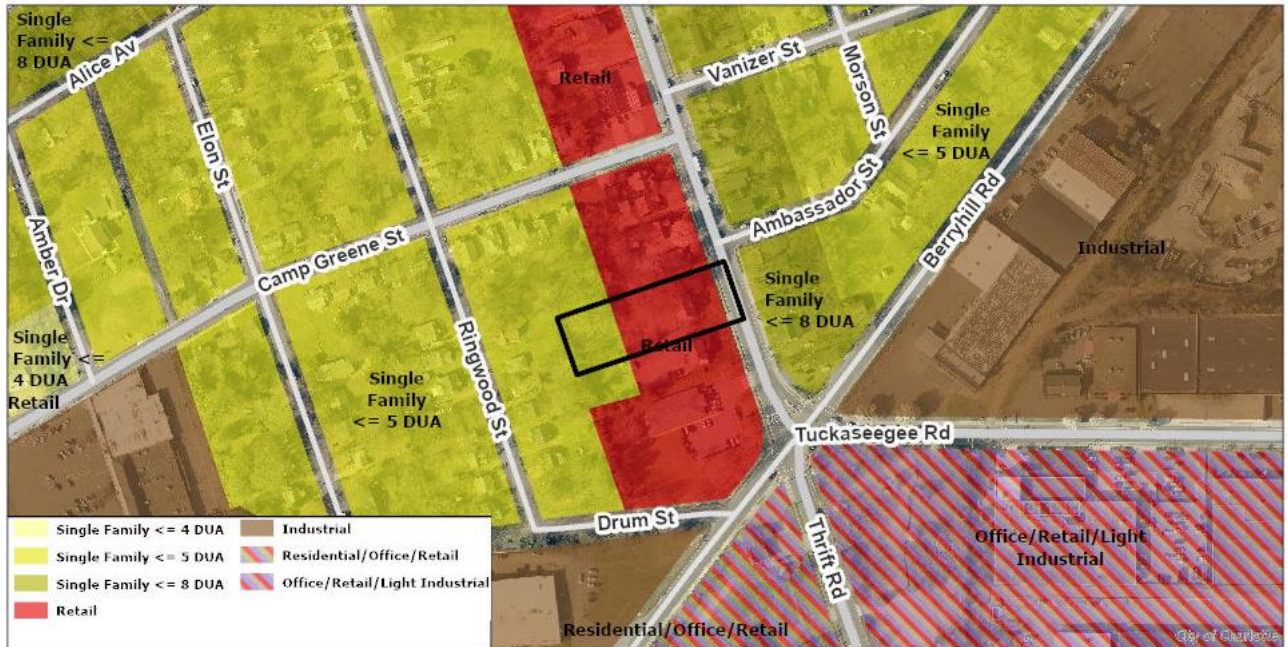 Single
Family
<= 8 DUA
Alice Av
Elon St
Amber Dr
Camp Greene St
Ringwood St
Retail
Vanizer St
Morson St
Single
Family
<= 5 DUA
Ambassador St
Berryhill Rd
Industrial
Single
Family
<= 8 DUA
Retail
Single
Family <=
4 DUA
Retail
Single
Family
<= 5 DUA
Tuckaseegee Rd
Drum St
Thrift Rd
Office/Retail/Light
Industrial
Residential/Office/Retail
Single Family <= 4 DUA
Single Family <= 5 DUA
Single Family <= 8 DUA
Retail
Industrial
Residential/Office/Retail
Office/Retail/Light Industrial
City of Charlotte